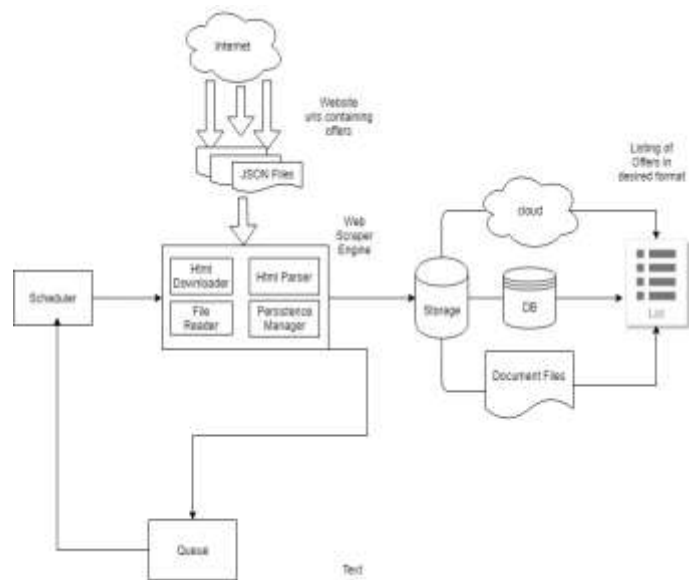 Internet
Website
urls containing
offers
JSON Files
Listing of
Offers in
desired format
Web
Scraper
Engine
cloud
Html
Downloader
Html Parser
Scheduler
File
Reader
Persistence
Manager
Storage
DB
List
Document Files
Queue
Text